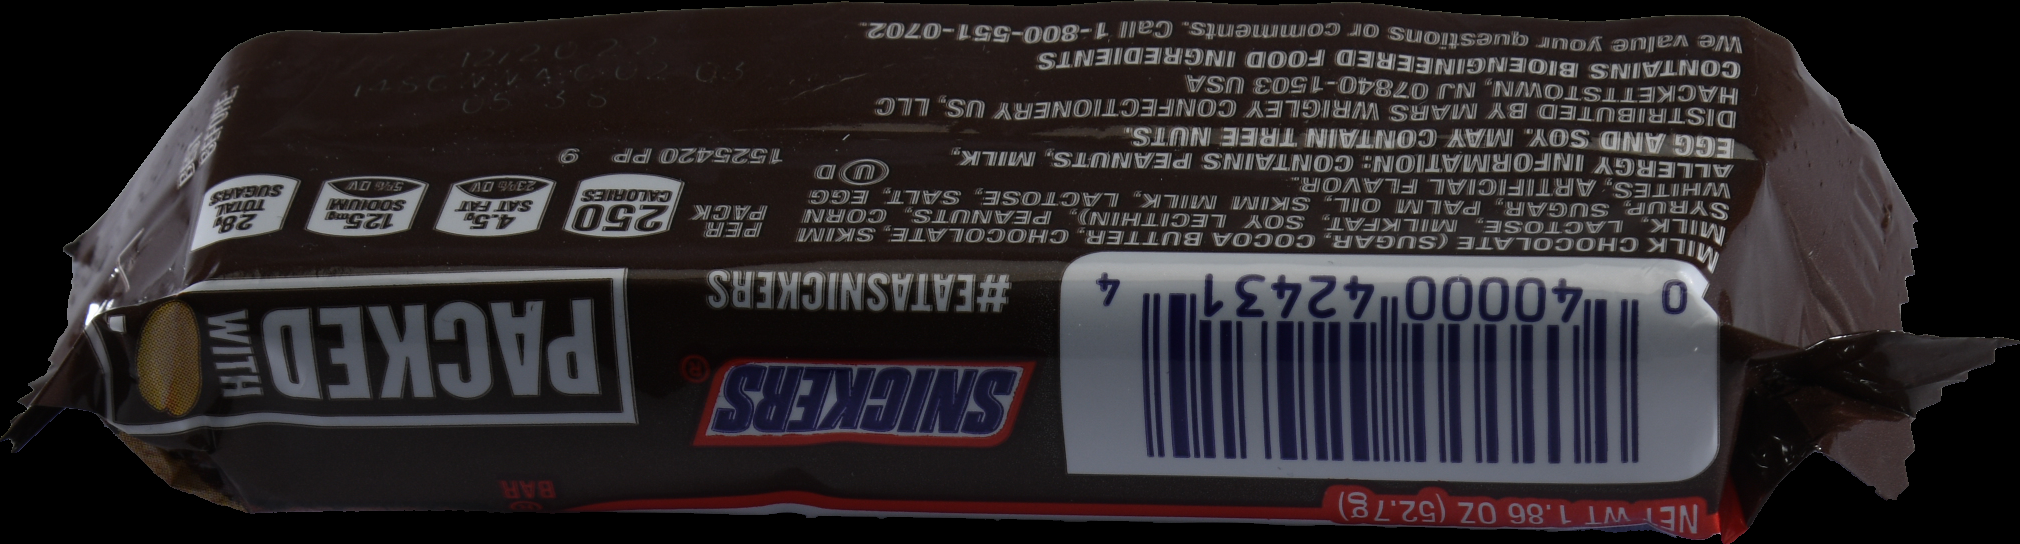 NET WT 1.86 OZ (52.7g)
BAR
SNICKERS®
PACKED
WITH
0 40000 42431 4
#EATASNICKERS
MILK CHOCOLATE (SUGAR, COCOA BUTTER, CHOCOLATE, SKIM
MILK, LACTOSE, MILKFAT, SOY LECITHIN), PEANUTS, CORN
SYRUP, SUGAR, PALM OIL, SKIM MILK, LACTOSE, SALT, EGG
WHITES, ARTIFICIAL FLAVOR.
ALLERGY INFORMATION: CONTAINS PEANUTS, MILK,
EGG AND SOY. MAY CONTAIN TREE NUTS.
DISTRIBUTED BY MARS WRIGLEY CONFECTIONERY US, LLC
HACKETTSTOWN, NJ 07840-1503 USA
CONTAINS BIOENGINEERED FOOD INGREDIENTS
We value your questions or comments. Call 1-800-551-0702.
PER
PACK
250
CALORIES
4.5g
SAT FAT
23% DV
125mg
SODIUM
5% DV
28g
TOTAL
SUGARS
U D
1525420 PP 9
12/2022